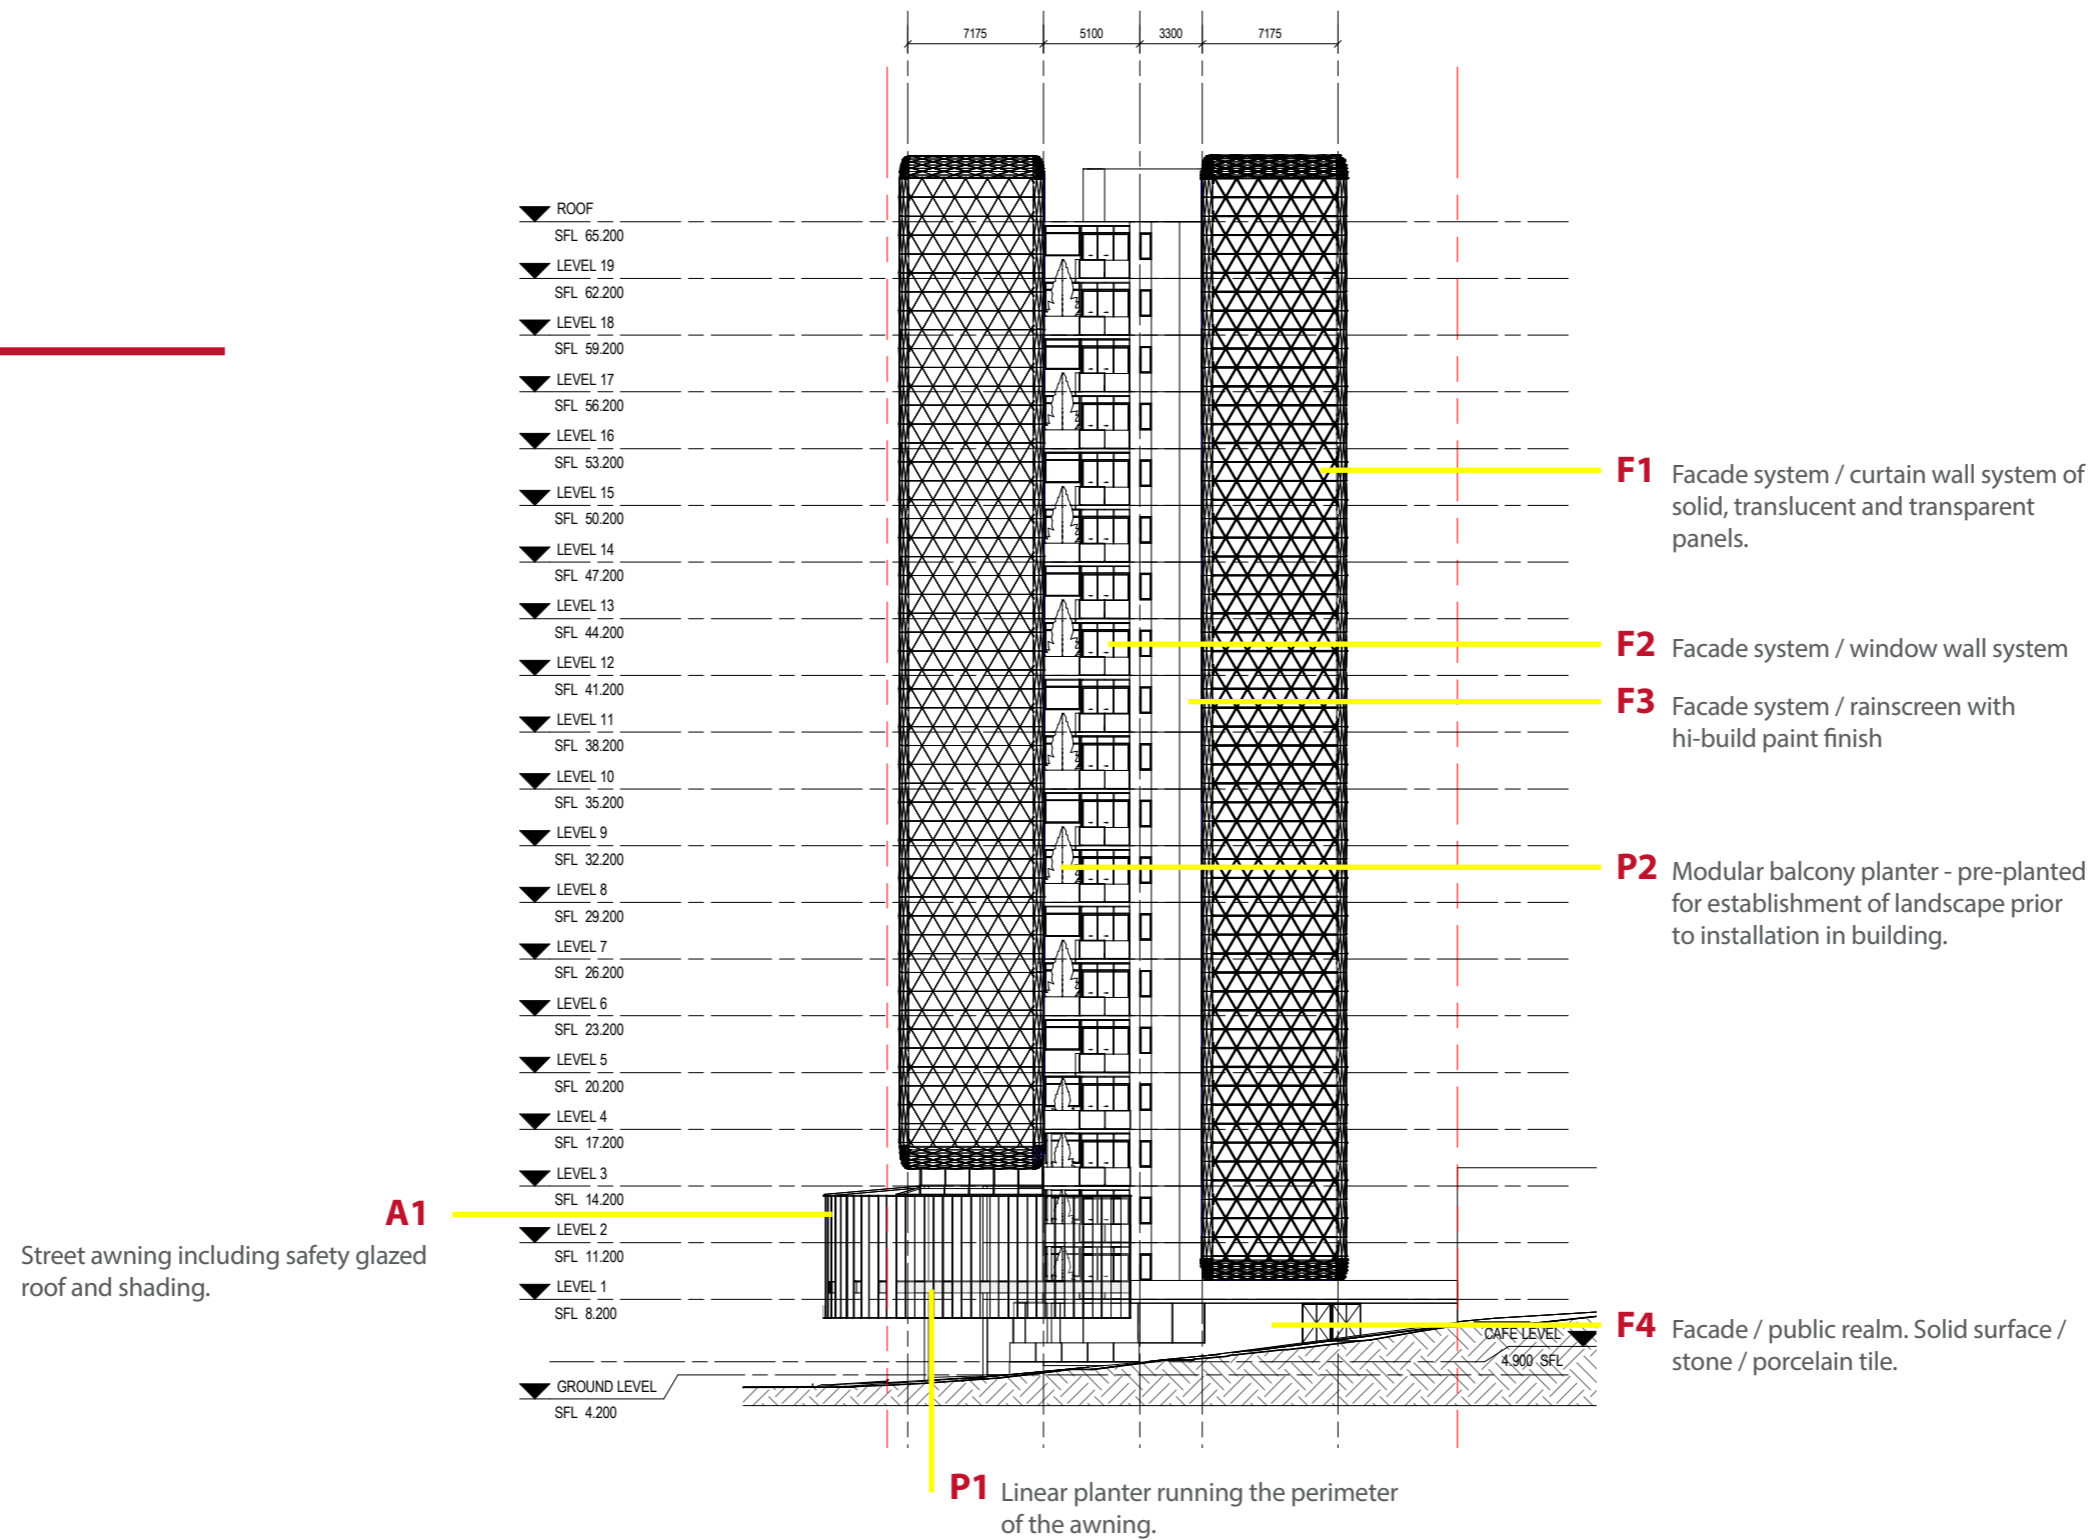 7175
5100
3300
7175
ROOF
SFL 65.200
LEVEL 19
SFL 62.200
LEVEL 18
SFL 59.200
LEVEL 17
SFL 56.200
LEVEL 16
SFL 53.200
LEVEL 15
SFL 50.200
LEVEL 14
SFL 47.200
LEVEL 13
SFL 44.200
LEVEL 12
SFL 41.200
LEVEL 11
SFL 38.200
LEVEL 10
SFL 35.200
LEVEL 9
SFL 32.200
LEVEL 8
SFL 29.200
LEVEL 7
SFL 26.200
LEVEL 6
SFL 23.200
LEVEL 5
SFL 20.200
LEVEL 4
SFL 17.200
LEVEL 3
SFL 14.200
LEVEL 2
SFL 11.200
LEVEL 1
SFL 8.200
GROUND LEVEL
SFL 4.200
A1
Street awning including safety glazed
roof and shading.
F1 Facade system / curtain wall system of
solid, translucent and transparent
panels.
F2 Facade system / window wall system
F3 Facade system / rainscreen with
hi-build paint finish
P2 Modular balcony planter - pre-planted
for establishment of landscape prior
to installation in building.
CAFE LEVEL
4.900 SFL
F4 Facade / public realm. Solid surface /
stone / porcelain tile.
P1 Linear planter running the perimeter
of the awning.